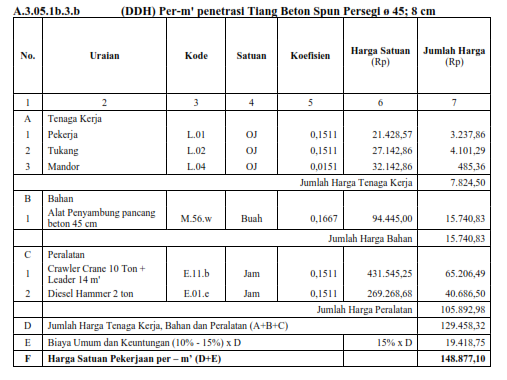 A.3.05.1b.3.b (DDH) Per-m' penetrasi Tiang Beton Spun Persegi ø 45; 8 cm
No. Uraian Kode Satuan Koefisien Harga Satuan (Rp) Jumlah Harga (Rp)
1 2 3 4 5 6 7
A Tenaga Kerja
1 Pekerja L.01 OJ 0,1511 21.428,57 3.237,86
2 Tukang L.02 OJ 0,1511 27.142,86 4.101,29
3 Mandor L.04 OJ 0,0151 32.142,86 485,36
Jumlah Harga Tenaga Kerja 7.824,50
B Bahan
1 Alat Penyambung pancang beton 45 cm M.56.w Buah 0,1667 94.445,00 15.740,83
Jumlah Harga Bahan 15.740,83
C Peralatan
1 Crawler Crane 10 Ton + Leader 14 m' E.11.b Jam 0,1511 431.545,25 65.206,49
2 Diesel Hammer 2 ton E.01.e Jam 0,1511 269.268,68 40.686,50
Jumlah Harga Peralatan 105.892,98
D Jumlah Harga Tenaga Kerja, Bahan dan Peralatan (A+B+C) 129.458,32
E Biaya Umum dan Keuntungan (10% - 15%) x D 15% x D 19.418,75
F Harga Satuan Pekerjaan per – m' (D+E) 148.877,10